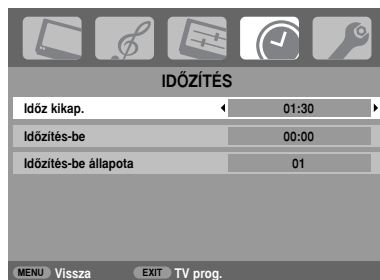 IDŐZÍTÉS
Időz kikap. 01:30
Időzítés-be 00:00
Időzítés-be állapota 01
MENU Vissza EXIT TV prog.